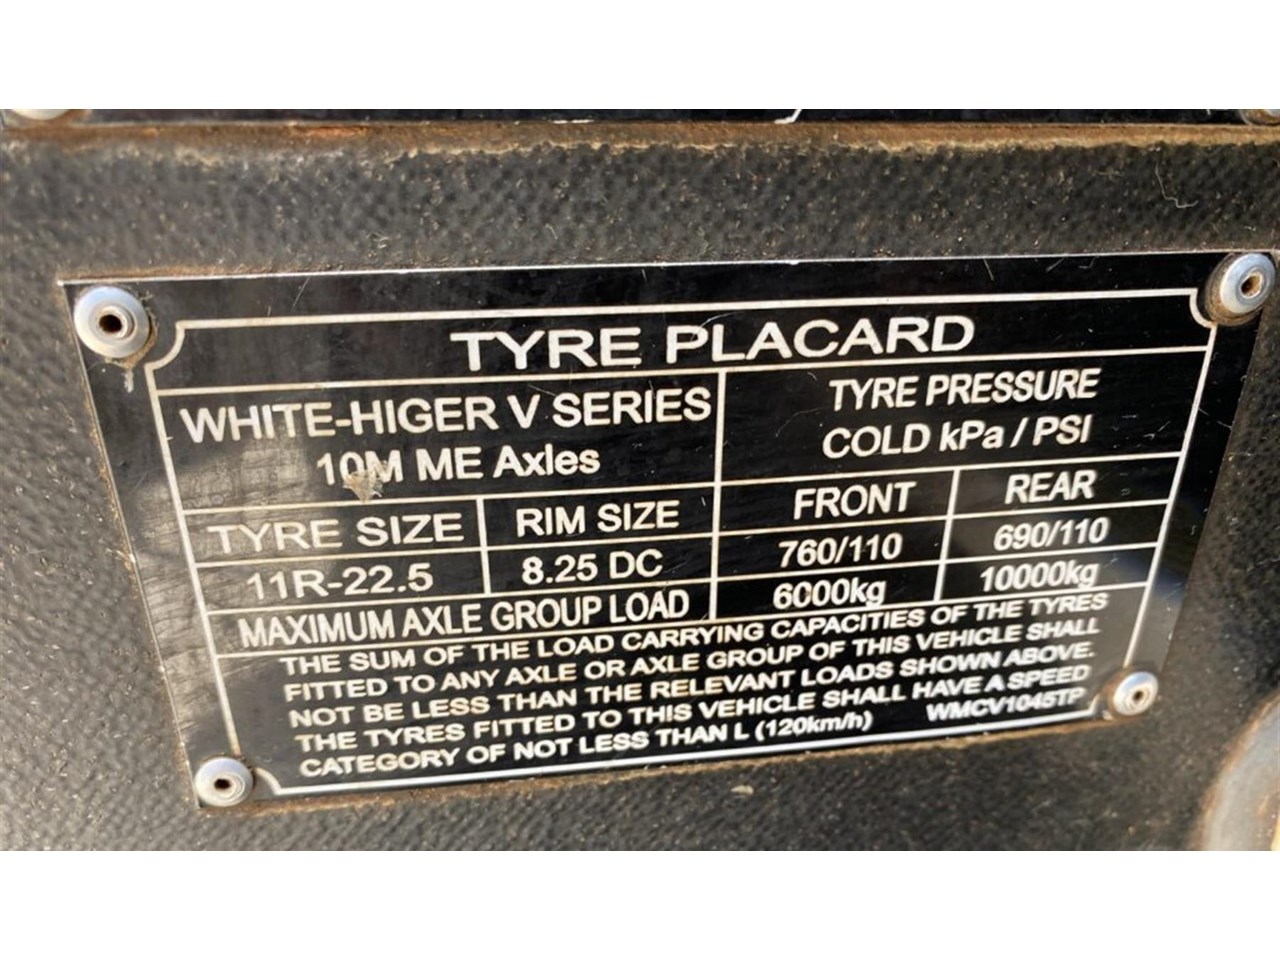 TYRE PLACARD
WHITE-HIGER V SERIES
10M ME Axles
TYRE PRESSURE
COLD kPa / PSI
TYRE SIZE RIM SIZE FRONT REAR
11R-22.5 8.25 DC 760/110 690/110
MAXIMUM AXLE GROUP LOAD 6000kg 10000kg
THE SUM OF THE LOAD CARRYING CAPACITIES OF THE TYRES
FITTED TO ANY AXLE OR AXLE GROUP OF THIS VEHICLE SHALL
NOT BE LESS THAN THE RELEVANT LOADS SHOWN ABOVE.
THE TYRES FITTED TO THIS VEHICLE SHALL HAVE A SPEED
CATEGORY OF NOT LESS THAN L (120km/h) WMCV1045TP